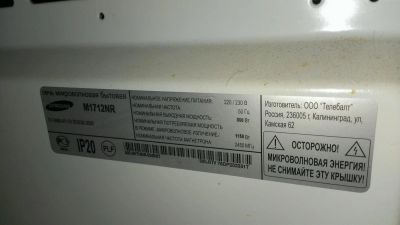 ПЕЧЬ МИКРОВОЛНОВАЯ БЫТОВАЯ
SAMSUNG
M1712NR
IP20
НОМИНАЛЬНОЕ НАПРЯЖЕНИЕ ПИТАНИЯ: 220 / 230 В
НОМИНАЛЬНАЯ ЧАСТОТА: 50 Гц
НОМИНАЛЬНАЯ ВЫХОДНАЯ МОЩНОСТЬ: 800 Вт
НОМИНАЛЬНАЯ ПОТРЕБЛЯЕМАЯ МОЩНОСТЬ
В РЕЖИМЕ: - МИКРОВОЛНОВОЕ ИЗЛУЧЕНИЕ: 1150 Вт
НОМИНАЛЬНАЯ ЧАСТОТА МАГНЕТРОНА: 2450 МГц
Изготовитель: ООО "Телебалт"
Россия, 236005 г. Калининград, ул.
Камская 62
ОСТОРОЖНО!
МИКРОВОЛНОВАЯ ЭНЕРГИЯ!
НЕ СНИМАЙТЕ ЭТУ КРЫШКУ!